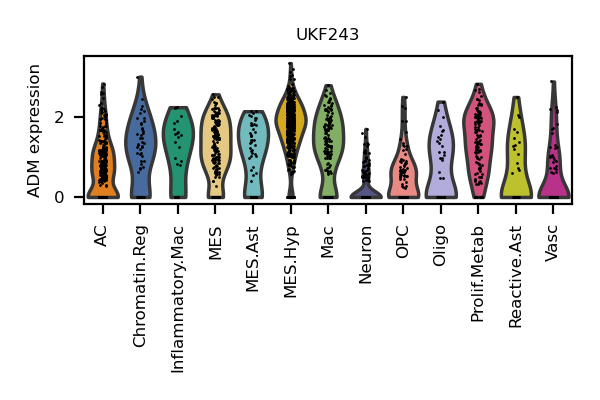 UKF243
ADM expression
2
0
AC
Chromatin.Reg
Inflammatory.Mac
MES
MES.Ast
MES.Hyp
Mac
Neuron
OPC
Oligo
Prolif.Metab
Reactive.Ast
Vasc